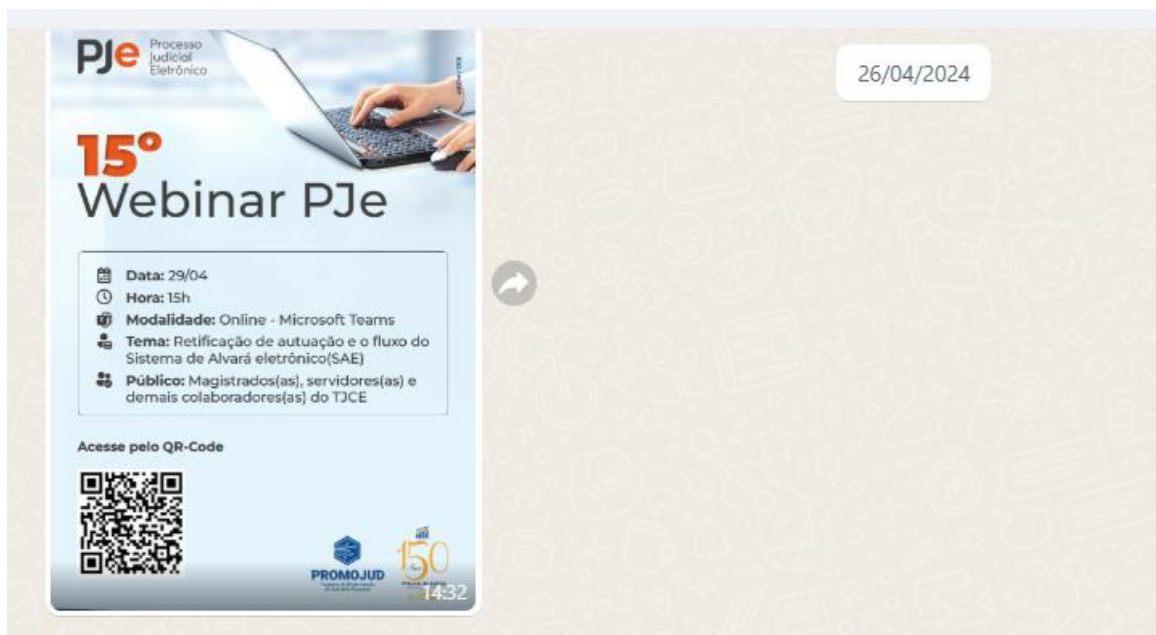 PJe Processo
Judicial
Eletrônico
26/04/2024
15º
Webinar PJe
Data: 29/04
Hora: 15h
Modalidade: Online - Microsoft Teams
Tema: Retificação de autuação e o fluxo do
Sistema de Alvará eletrônico(SAE)
Público: Magistrados(as), servidores(as) e
demais colaboradores(as) do TJCE
Acesse pelo QR-Code
PROMOJUD
150
14:32